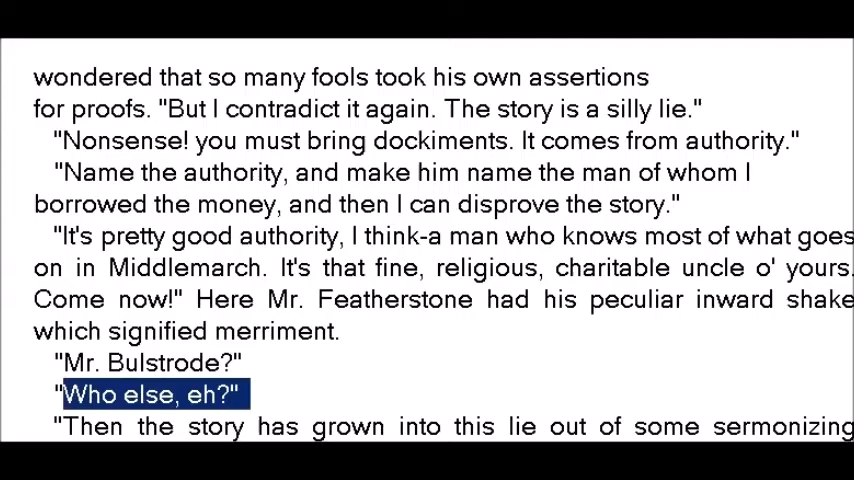 wondered that so many fools took his own assertions
for proofs. "But I contradict it again. The story is a silly lie."
"Nonsense! you must bring dockiments. It comes from authority."
"Name the authority, and make him name the man of whom I
borrowed the money, and then I can disprove the story."
"It's pretty good authority, I think-a man who knows most of what goes
on in Middlemarch. It's that fine, religious, charitable uncle o' yours.
Come now!" Here Mr. Featherstone had his peculiar inward shake
which signified merriment.
"Mr. Bulstrode?"
"Who else, eh?"
"Then the story has grown into this lie out of some sermonizing